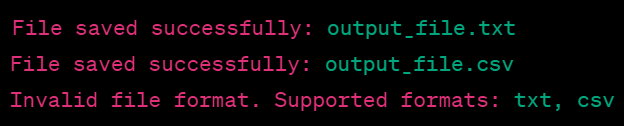 File saved successfully: output_file.txt
File saved successfully: output_file.csv
Invalid file format. Supported formats: txt, csv